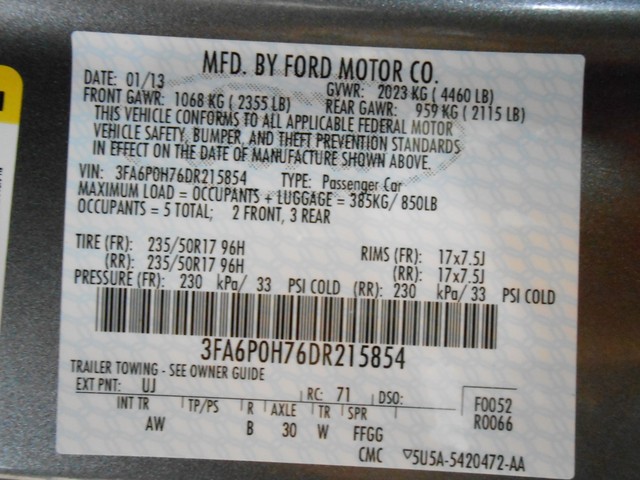 MFD. BY FORD MOTOR CO.
DATE: 01/13 GVWR: 2023 KG ( 4460 LB)
FRONT GAWR: 1068 KG ( 2355 LB) REAR GAWR: 959 KG ( 2115 LB)
THIS VEHICLE CONFORMS TO ALL APPLICABLE FEDERAL MOTOR
VEHICLE SAFETY, BUMPER, AND THEFT PREVENTION STANDARDS
IN EFFECT ON THE DATE OF MANUFACTURE SHOWN ABOVE.
VIN: 3FA6P0H76DR215854 TYPE: Passenger Car
MAXIMUM LOAD = OCCUPANTS + LUGGAGE = 385KG/ 850LB
OCCUPANTS = 5 TOTAL; 2 FRONT, 3 REAR
TIRE (FR): 235/50R17 96H RIMS (FR): 17x7.5J
(RR): 235/50R17 96H (RR): 17x7.5J
PRESSURE (FR): 230 kPa/ 33 PSI COLD (RR): 230 kPa/ 33 PSI COLD
3FA6P0H76DR215854
TRAILER TOWING - SEE OWNER GUIDE
EXT PNT: UJ RC: 71 DSO: F0052
R0066
INT TR TP/PS R AXLE TR SPR
AW B 30 W FFGG
CMC ▽5U5A-5420472-AA